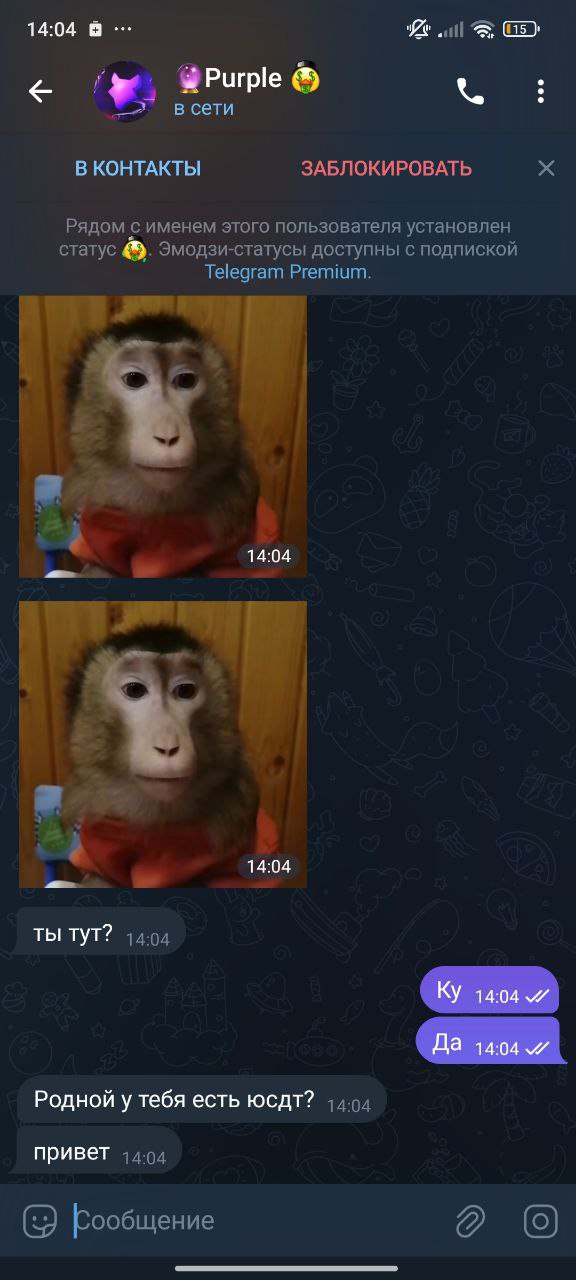 14:04 ··· 15
🔮Purple 🤑
в сети
В КОНТАКТЫ ЗАБЛОКИРОВАТЬ
Рядом с именем этого пользователя установлен
статус 🤑. Эмодзи-статусы доступны с подпиской
Telegram Premium.
14:04
14:04
ты тут? 14:04
Ку 14:04
Да 14:04
Родной у тебя есть юсдт? 14:04
привет 14:04
Сообщение